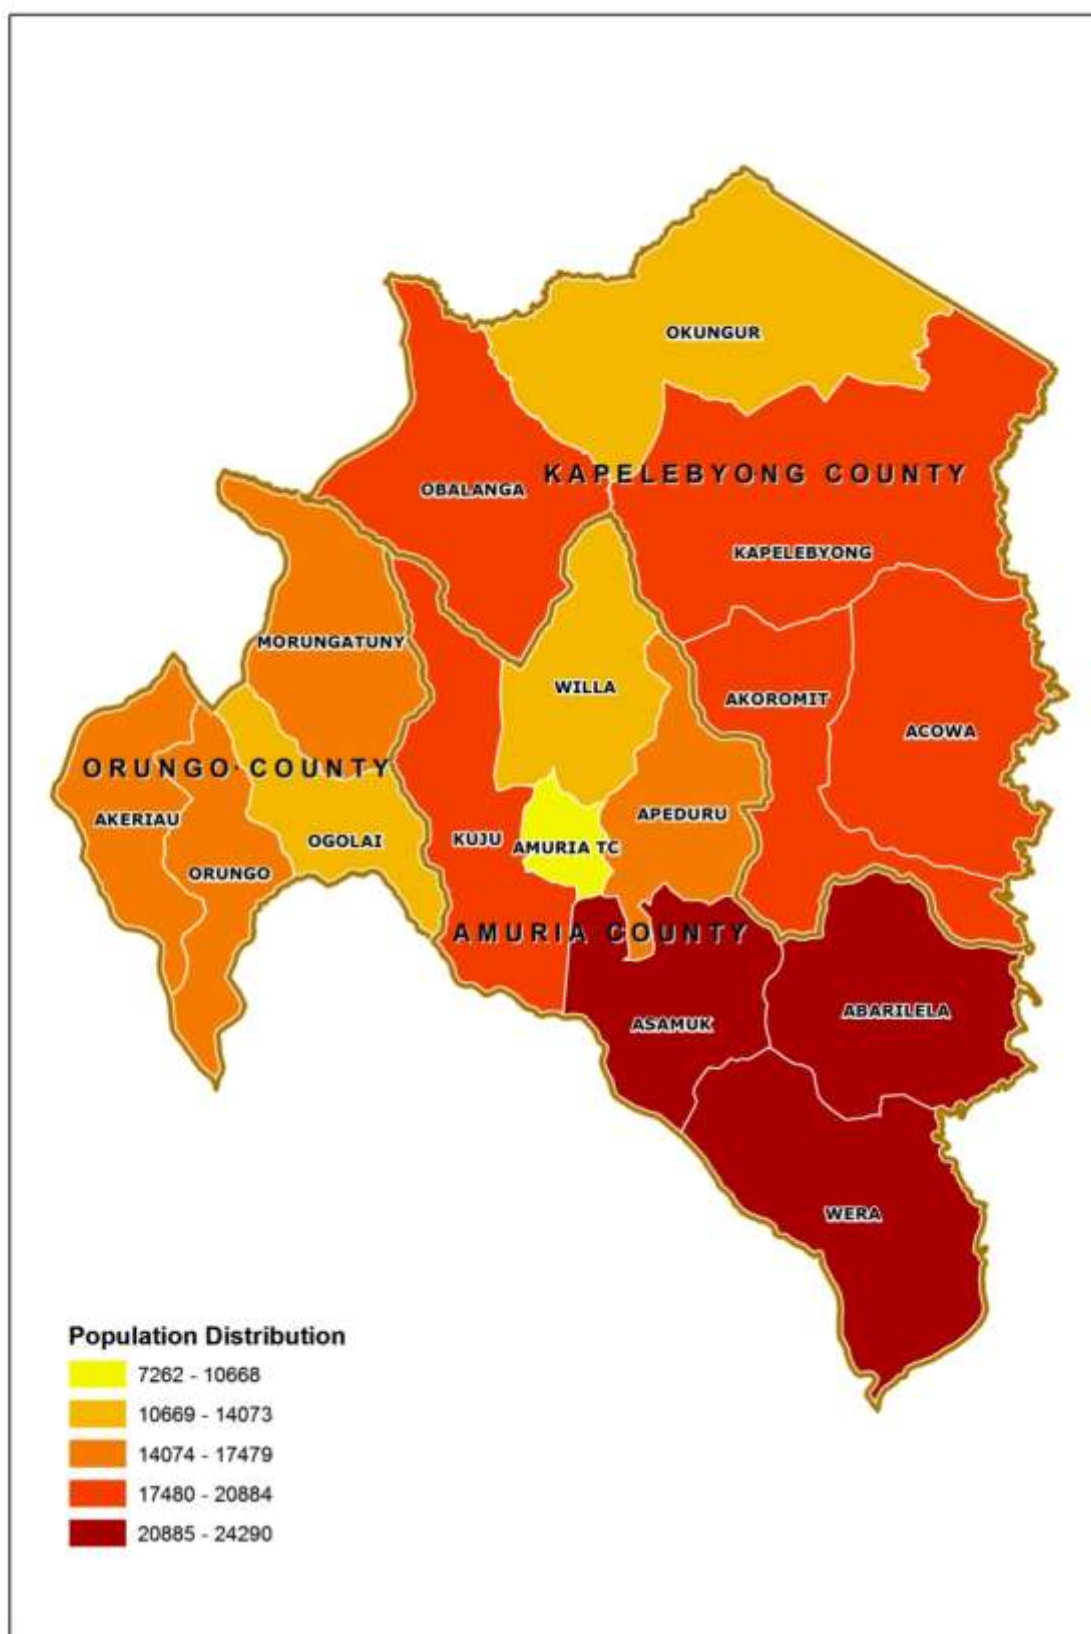 OKUNGUR
KAPELEBYONG COUNTY
OBALANGA
KAPELEBYONG
MORUNGATUNY
WILLA
AKOROMIT
ACOWA
ORUNGO COUNTY
AKERIAU
APEDURU
OGOLAI
KUJU
AMURIA TC
ORUNGO
AMURIA COUNTY
ASAMUK
ABARILELA
WERA
Population Distribution
7262 - 10668
10669 - 14073
14074 - 17479
17480 - 20884
20885 - 24290